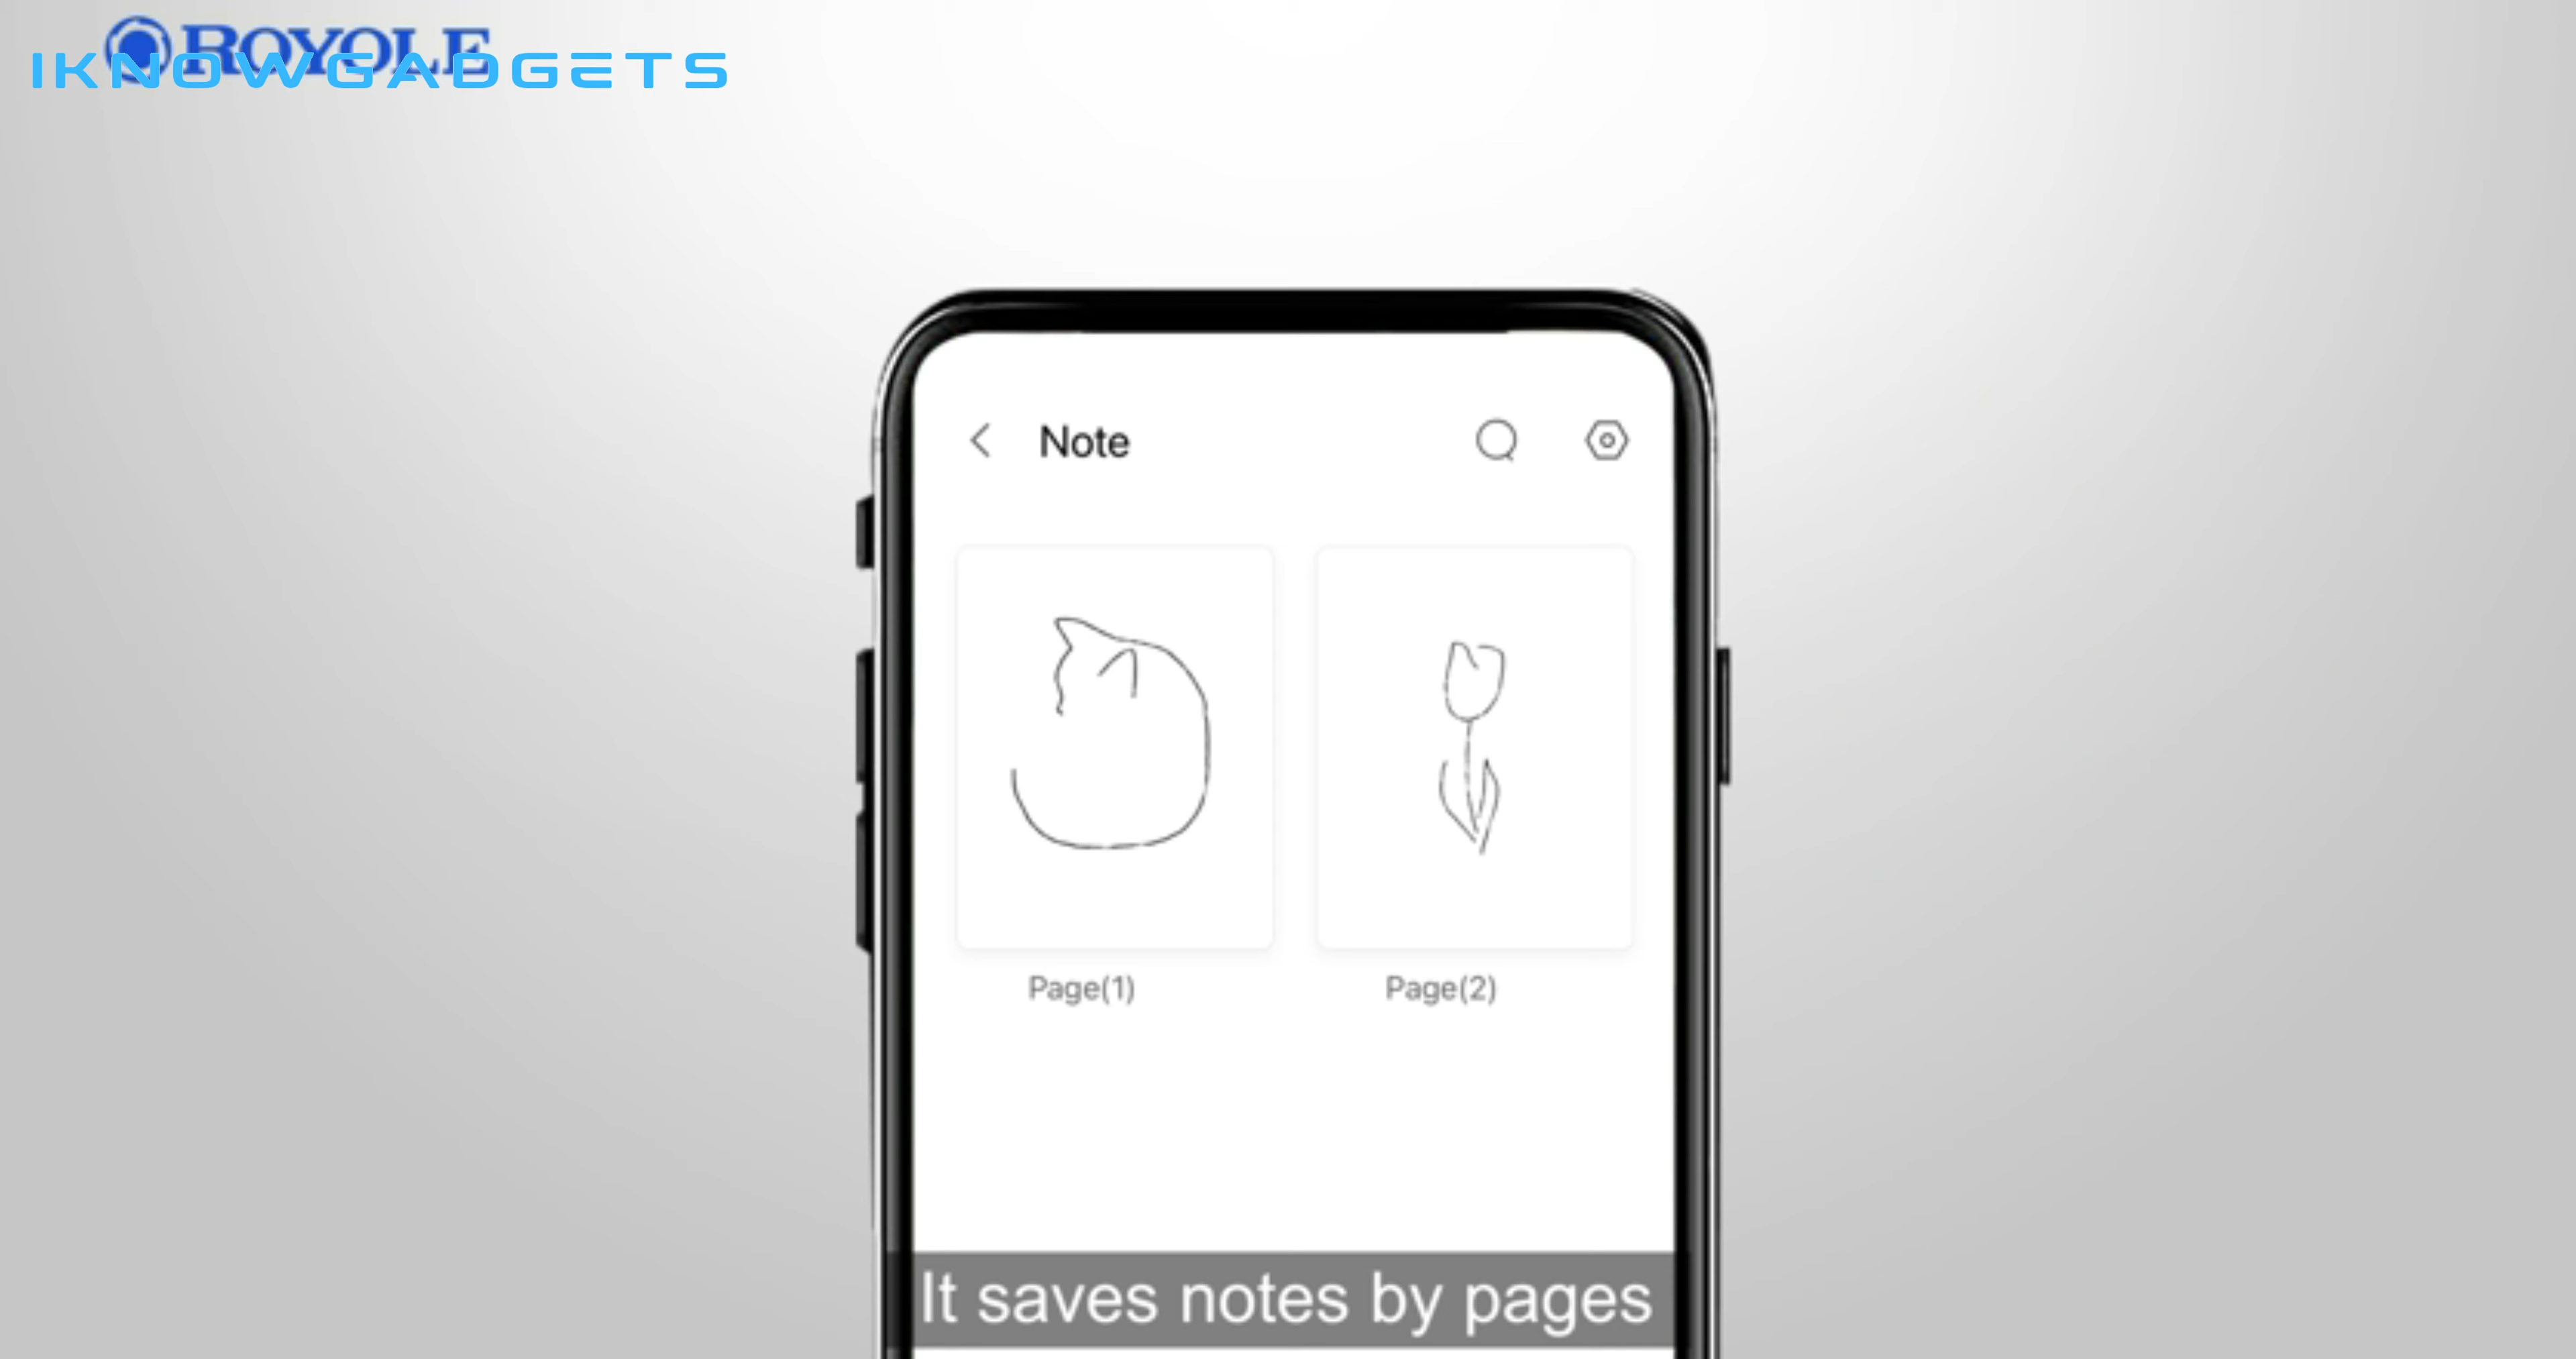 ROYOLE
IKNOWGADGETS
Note
Page(1)
Page(2)
It saves notes by pages